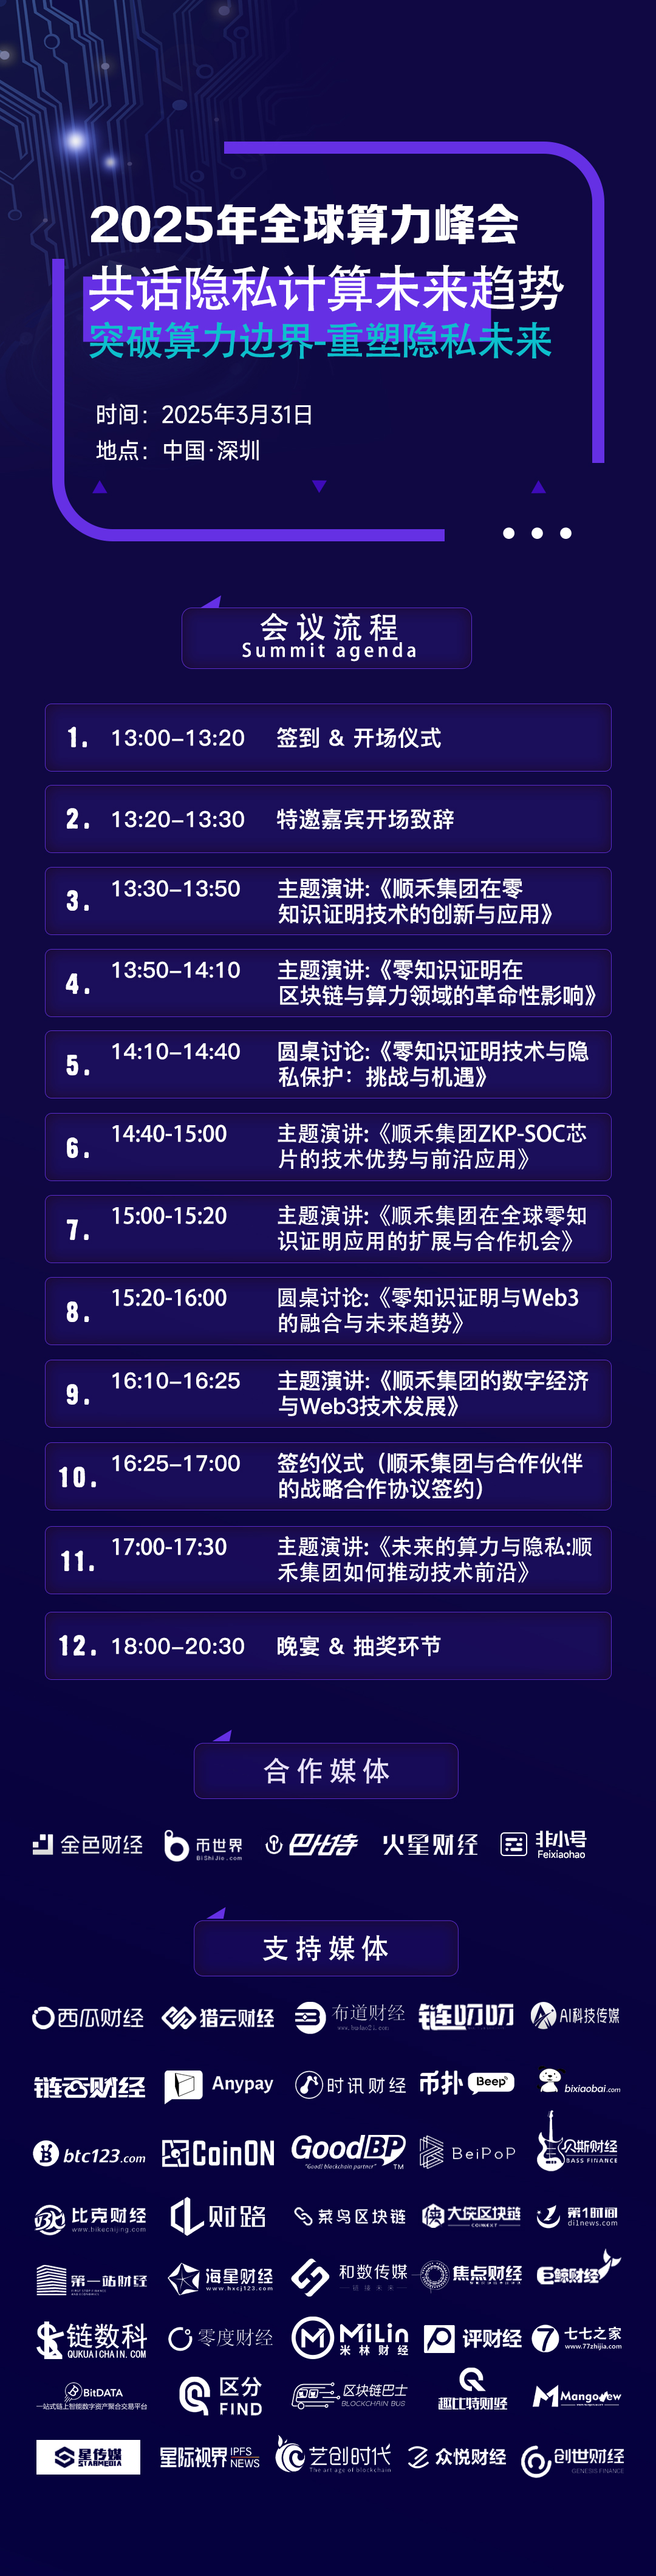 2025年全球算力峰会
共话隐私计算未来趋势
突破算力边界-重塑隐私未来
时间：2025年3月31日
地点：中国·深圳
会议流程
Summit agenda
1. 13:00-13:20 签到 & 开场仪式
2. 13:20-13:30 特邀嘉宾开场致辞
3. 13:30-13:50 主题演讲:《顺禾集团在零
知识证明技术的创新与应用》
4. 13:50-14:10 主题演讲:《零知识证明在
区块链与算力领域的革命性影响》
5. 14:10-14:40 圆桌讨论:《零知识证明技术与隐
私保护：挑战与机遇》
6. 14:40-15:00 主题演讲:《顺禾集团ZKP-SOC芯
片的技术优势与前沿应用》
7. 15:00-15:20 主题演讲:《顺禾集团在全球零知
识证明应用的扩展与合作机会》
8. 15:20-16:00 圆桌讨论:《零知识证明与Web3
的融合与未来趋势》
9. 16:10-16:25 主题演讲:《顺禾集团的数字经济
与Web3技术发展》
10. 16:25-17:00 签约仪式（顺禾集团与合作伙伴
的战略合作协议签约）
11. 17:00-17:30 主题演讲:《未来的算力与隐私:顺
禾集团如何推动技术前沿》
12. 18:00-20:30 晚宴 & 抽奖环节
合作媒体
金色财经
币世界
BiShiJie.com
巴比特
火星财经
非小号
Feixiaohao
支持媒体
西瓜财经
猎云财经
布道财经
链叨叨
AI科技传媒
链百财经
Anypay
时讯财经
币扑 Beep
bixiaobai.com
btc123.com
CoinON
GoodBP
"Good! blockchain partner" TM
BeiPoP
贝斯财经
BASS FINANCE
比克财经
www.bikecaijing.com
财路
菜鸟区块链
大侠区块链
COINEXT
第1时间
di1news.com
第一站财经
海星财经
www.hxcj123.com
和数传媒
链接未来
焦点财经
巨鲸财经
链数科
QUKUAICHAIN.COM
零度财经
MiLin
米林财经
评财经
七七之家
www.77zhijia.com
BitDATA
一站式链上智能数字资产聚合交易平台
区分
FIND
区块链巴士
BLOCKCHAIN BUS
趣比特财经
MangoVew
星传媒
STARMEDIA
星际视界 IPFS
NEWS
艺创时代
The art age of blockchain
众悦财经
创世财经
GENESIS FINANCE